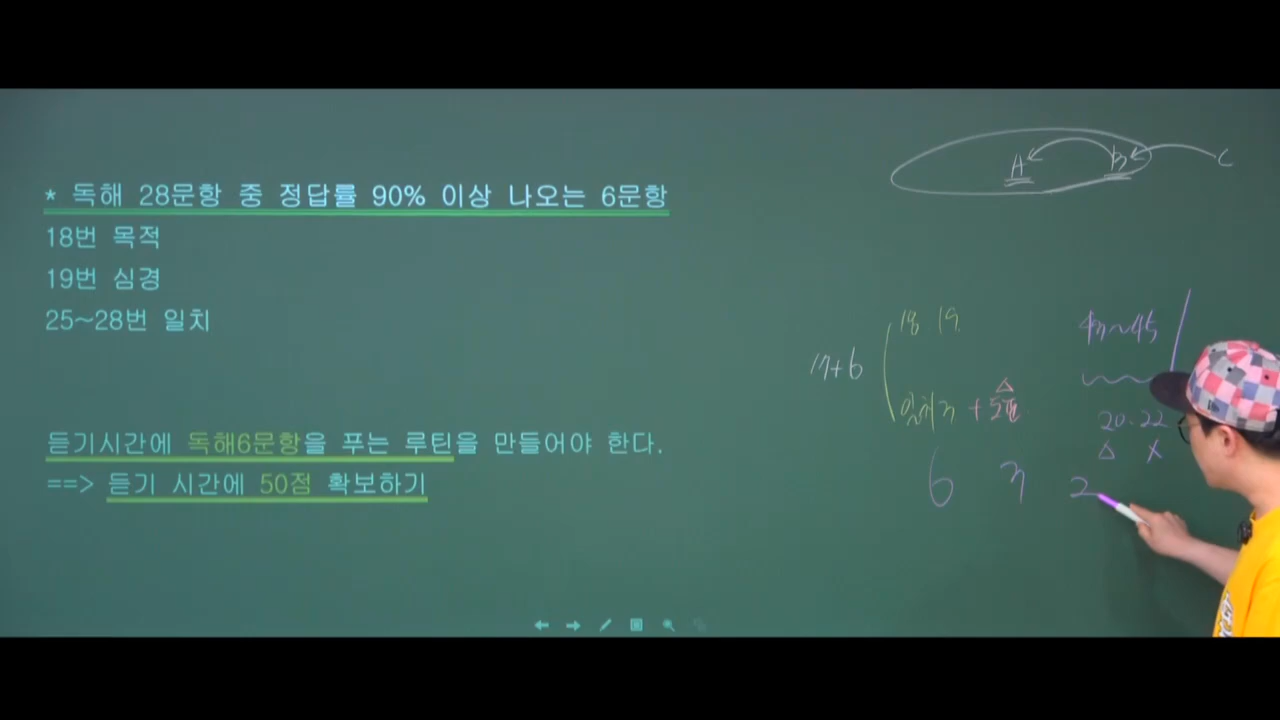 * 독해 28문항 중 정답률 90% 이상 나오는 6문항
18번 목적
19번 심경
25~28번 일치
듣기시간에 독해6문항을 푸는 루틴을 만들어야 한다.
==> 듣기 시간에 50점 확보하기
A B C
18 19
17+6
43~45
20. 22
△ X
6 2